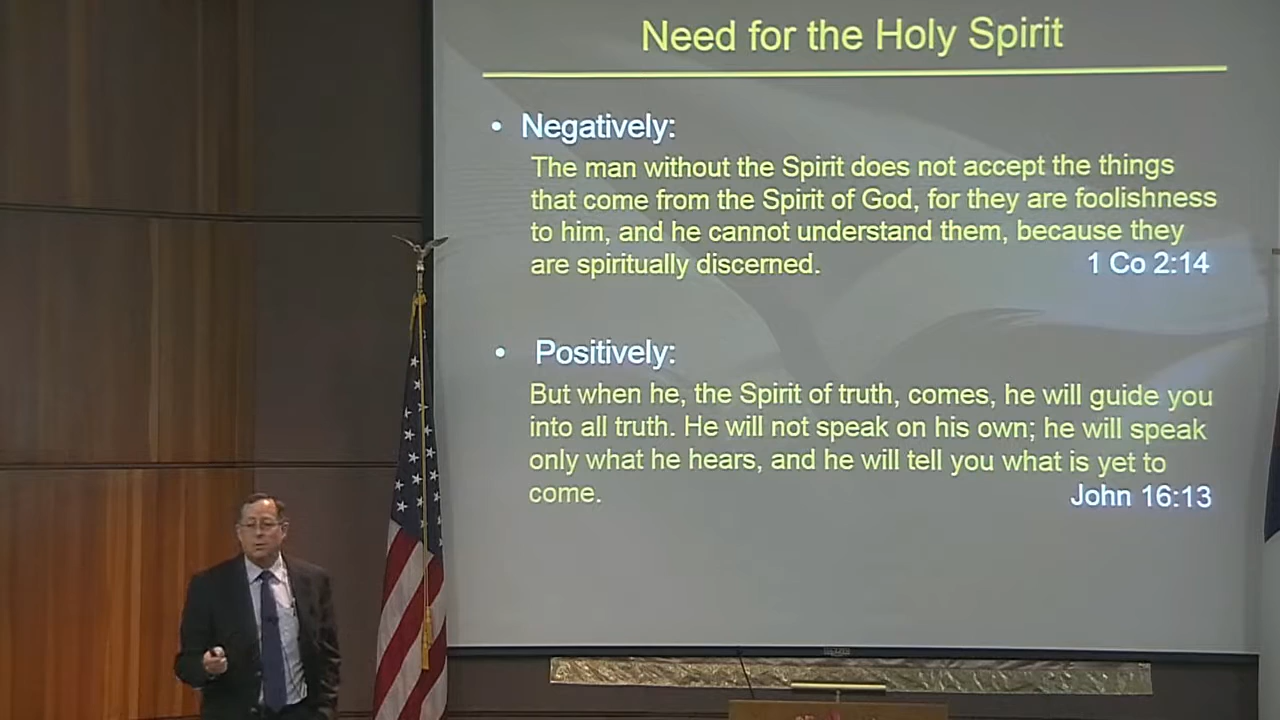 Need for the Holy Spirit
• Negatively:
The man without the Spirit does not accept the things
that come from the Spirit of God, for they are foolishness
to him, and he cannot understand them, because they
are spiritually discerned. 1 Co 2:14
• Positively:
But when he, the Spirit of truth, comes, he will guide you
into all truth. He will not speak on his own; he will speak
only what he hears, and he will tell you what is yet to
come. John 16:13